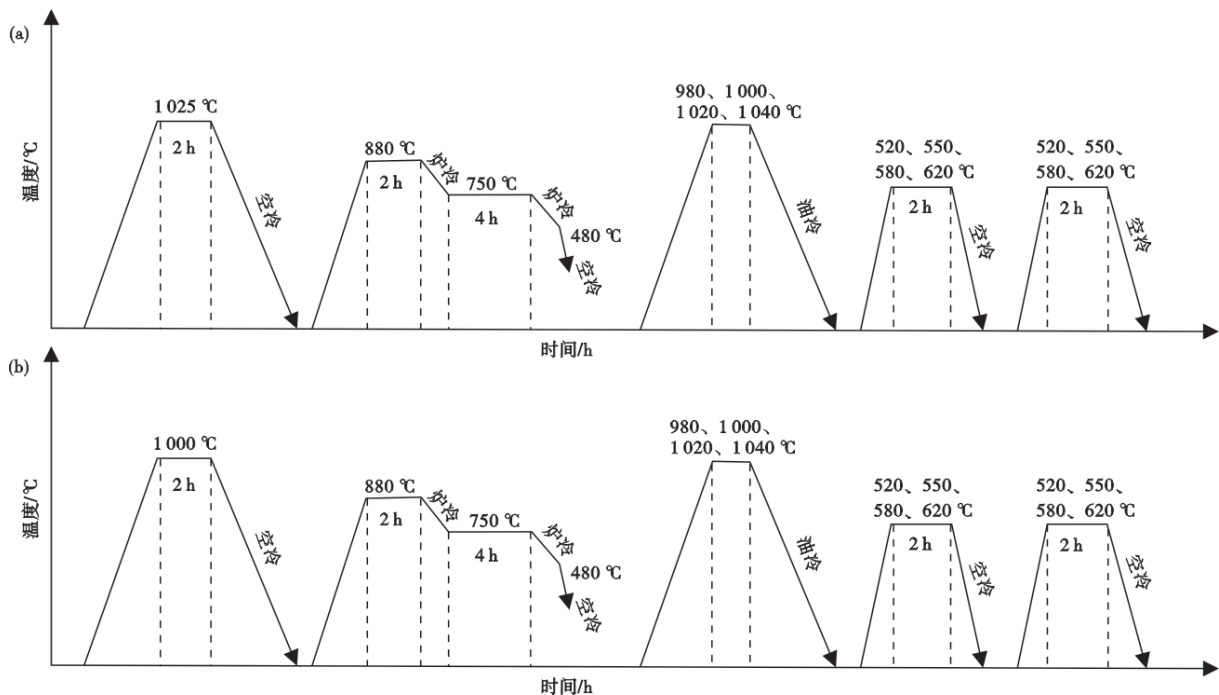 (a)
温度/℃
1 025 ℃
2 h
空冷
880 ℃
2 h
炉冷
750 ℃
4 h
炉冷
480 ℃
空冷
980、1 000、
1 020、1 040 ℃
油冷
520、550、
580、620 ℃
2 h
空冷
520、550、
580、620 ℃
2 h
空冷
时间/h
(b)
温度/℃
1 000 ℃
2 h
空冷
880 ℃
2 h
炉冷
750 ℃
4 h
炉冷
480 ℃
空冷
980、1 000、
1 020、1 040 ℃
油冷
520、550、
580、620 ℃
2 h
空冷
520、550、
580、620 ℃
2 h
空冷
时间/h